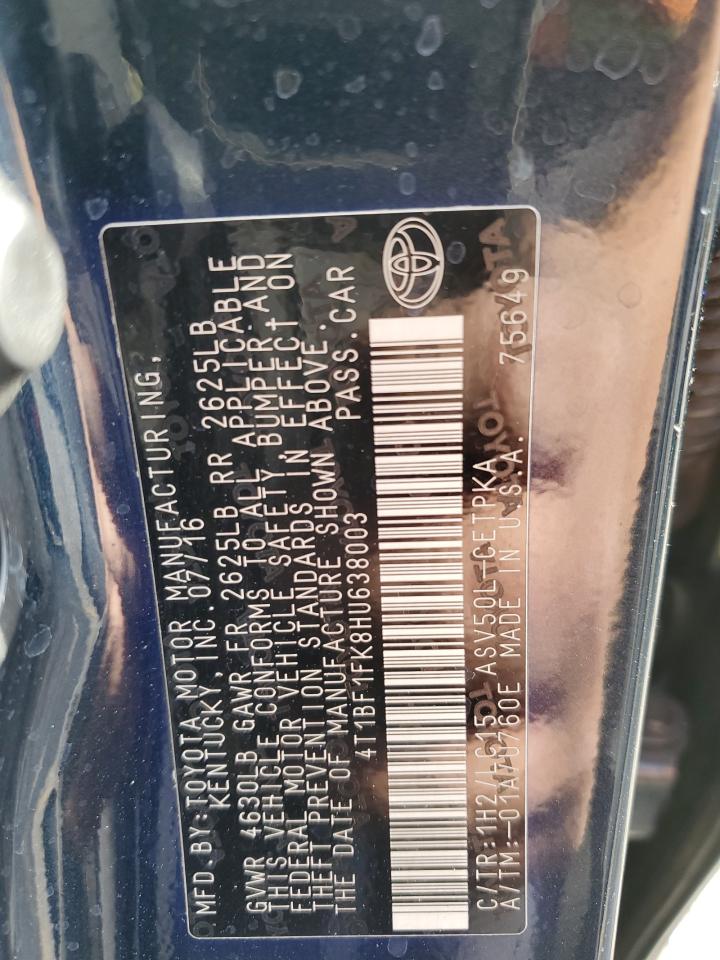 MFD.BY:TOYOTA MOTOR MANUFACTURING,
KENTUCKY,INC. 07/16
GVWR 4630LB GAWR FR 2625LB RR 2625LB
THIS VEHICLE CONFORMS TO ALL APPLICABLE
FEDERAL MOTOR VEHICLE SAFETY, BUMPER AND
THEFT PREVENTION STANDARDS IN EFFECT ON
THE DATE OF MANUFACTURE SHOWN ABOVE.
4T1BF1FK8HU638003 PASS.CAR
C/TR:1H2/LC15 ASV50L-CETPKA
A/TM:-01A/U760E MADE IN U.S.A. 75649